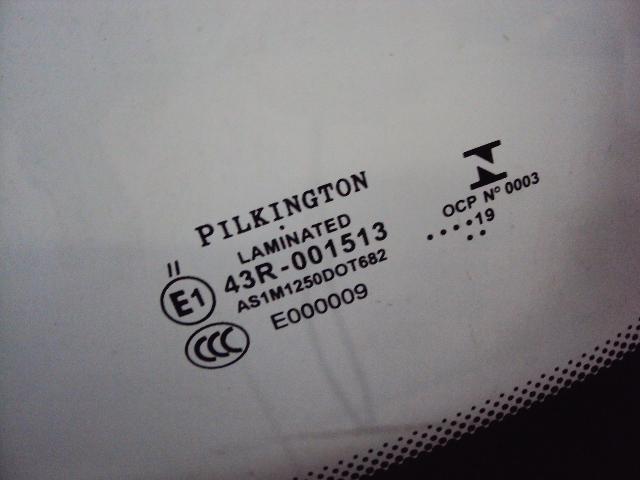 PILKINGTON
LAMINATED
II
43R-001513
E1
AS1M1250DOT682
E000009
CCC
OCP Nº 0003
....19
..